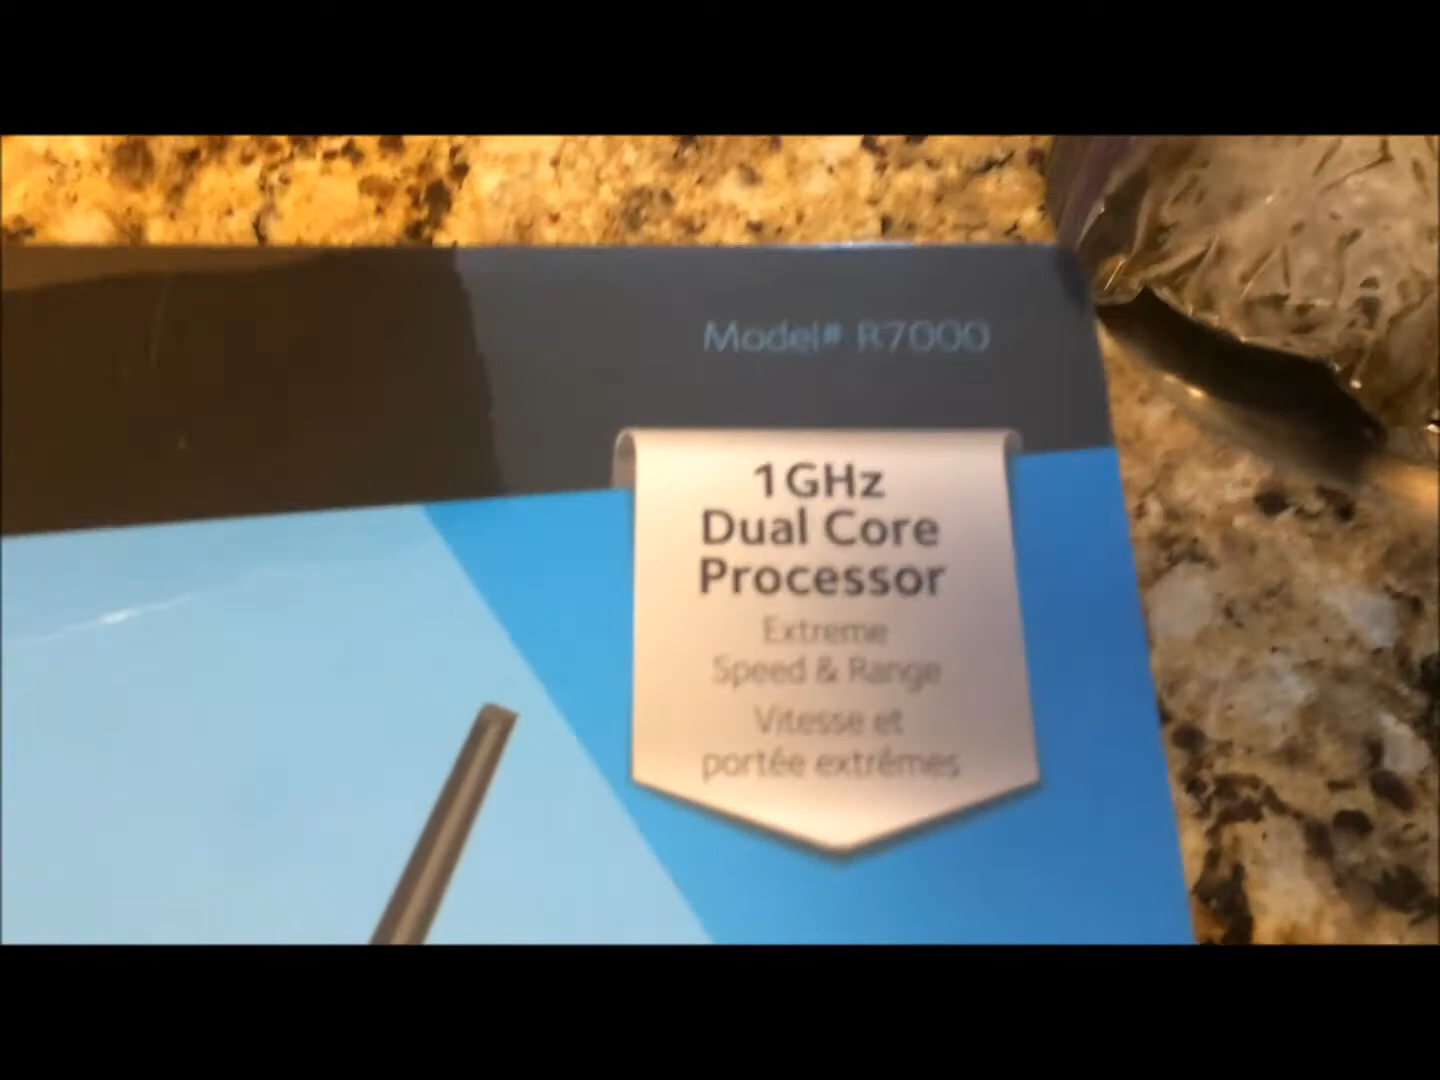 Model# R7000
1GHz
Dual Core
Processor
Extreme
Speed & Range
Vitesse et
portée extrêmes